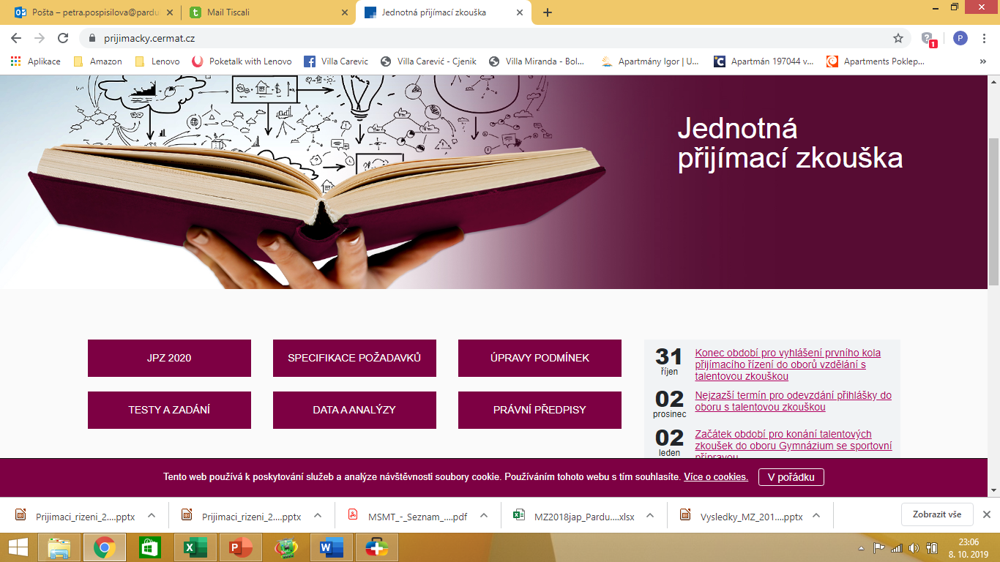 Pošta – petra.pospisilova@pardu
Mail Tiscali
Jednotná přijímací zkouška
prijimacky.cermat.cz
P
1
Aplikace
Amazon
Lenovo
Poketalk with Lenovo
Villa Carevic
Villa Carević - Cjenik
Villa Miranda - Bol...
Apartmány Igor | U...
Apartmán 197044 v...
Apartments Poklep...
»
Jednotná
přijímací zkouška
JPZ 2020
SPECIFIKACE POŽADAVKŮ
ÚPRAVY PODMÍNEK
TESTY A ZADÁNÍ
DATA A ANALÝZY
PRÁVNÍ PŘEDPISY
31
říjen
Konec období pro vyhlášení prvního kola
přijímacího řízení do oborů vzdělání s
talentovou zkouškou
02
prosinec
Nejzazší termín pro odevzdání přihlášky do
oboru s talentovou zkouškou
02
leden
Začátek období pro konání talentových
zkoušek do oboru Gymnázium se sportovní
přípravou
Tento web používá k poskytování služeb a analýze návštěvnosti soubory cookie. Používáním tohoto webu s tím souhlasíte. Více o cookies. V pořádku
Prijimaci_rizeni_2....pptx
Prijimaci_rizeni_2....pptx
MSMT_-_Seznam_....pdf
MZ2018jap_Pardu....xlsx
Vysledky_MZ_201....pptx
Zobrazit vše
23:06
8. 10. 2019